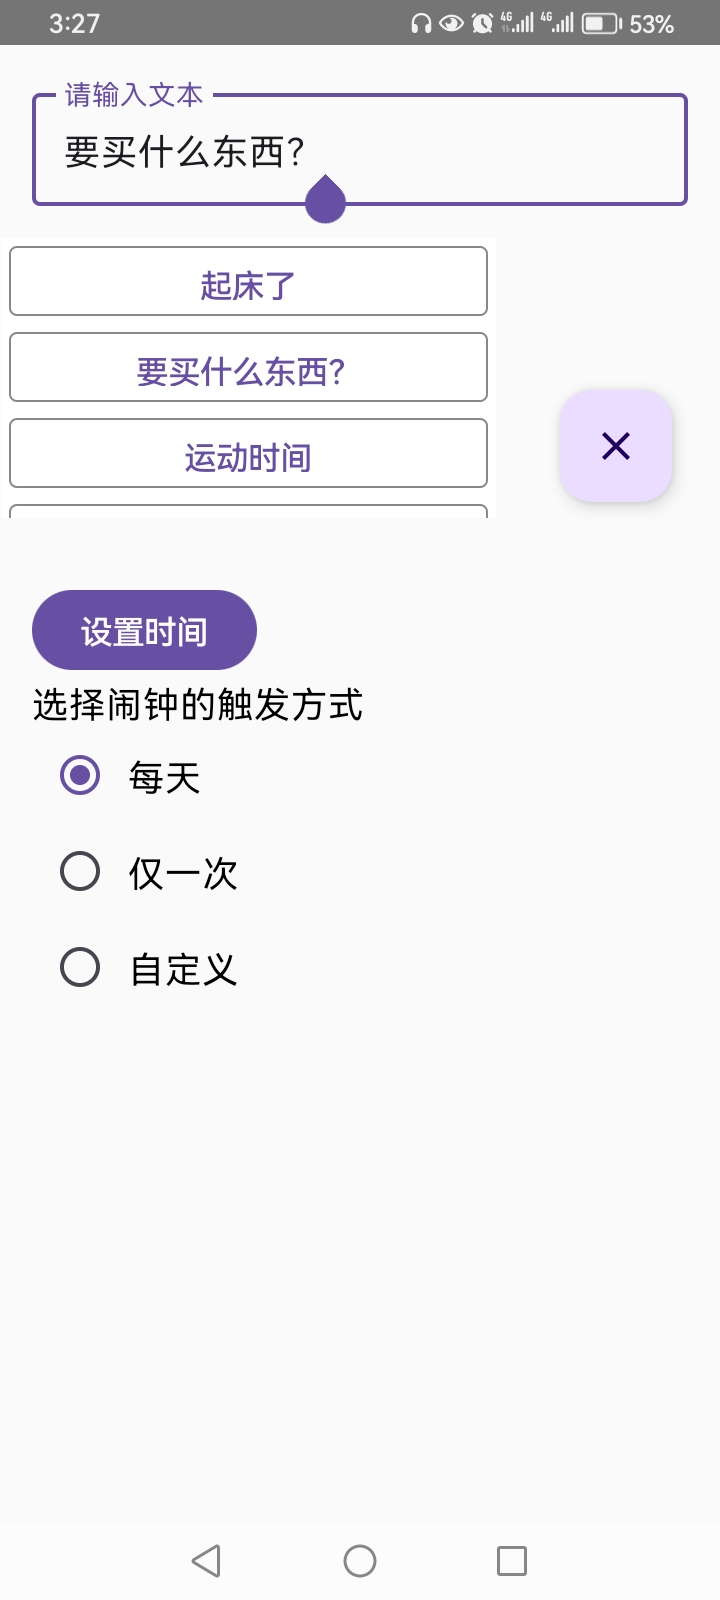 3:27
4G 4G 53%
请输入文本
要买什么东西?
起床了
要买什么东西?
运动时间
设置时间
选择闹钟的触发方式
每天
仅一次
自定义